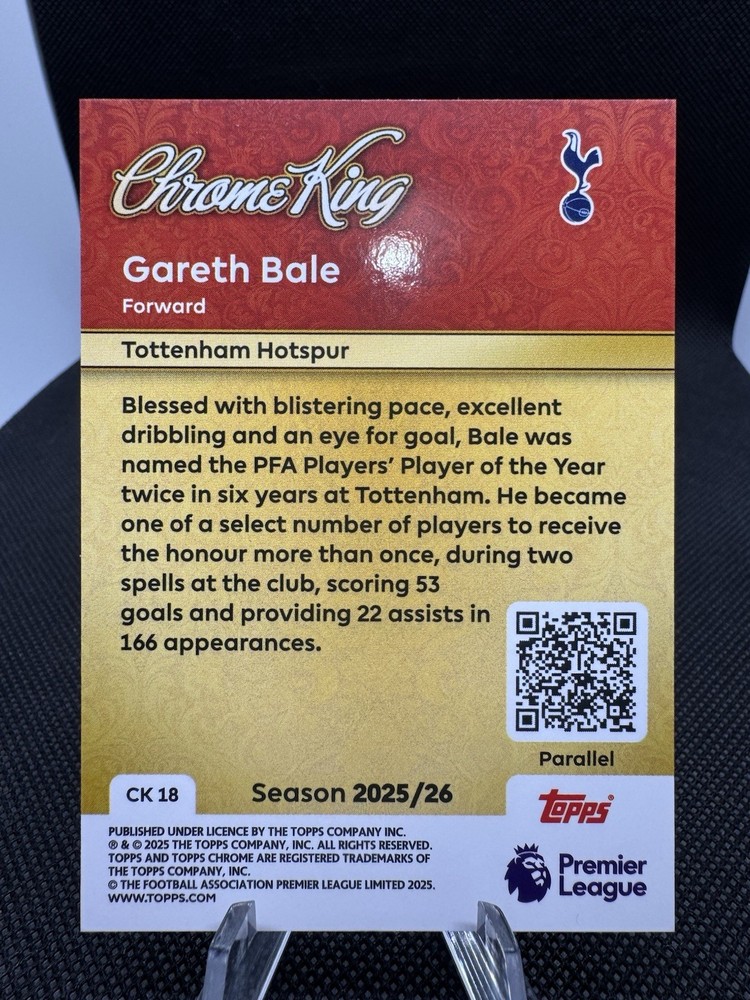 Chrome King
Gareth Bale
Forward
Tottenham Hotspur
Blessed with blistering pace, excellent
dribbling and an eye for goal, Bale was
named the PFA Players' Player of the Year
twice in six years at Tottenham. He became
one of a select number of players to receive
the honour more than once, during two
spells at the club, scoring 53
goals and providing 22 assists in
166 appearances.
Parallel
CK 18
Season 2025/26
TOPPS®
PUBLISHED UNDER LICENCE BY THE TOPPS COMPANY INC.
® & © 2025 THE TOPPS COMPANY, INC. ALL RIGHTS RESERVED.
TOPPS AND TOPPS CHROME ARE REGISTERED TRADEMARKS OF
THE TOPPS COMPANY, INC.
© THE FOOTBALL ASSOCIATION PREMIER LEAGUE LIMITED 2025.
WWW.TOPPS.COM
Premier
League